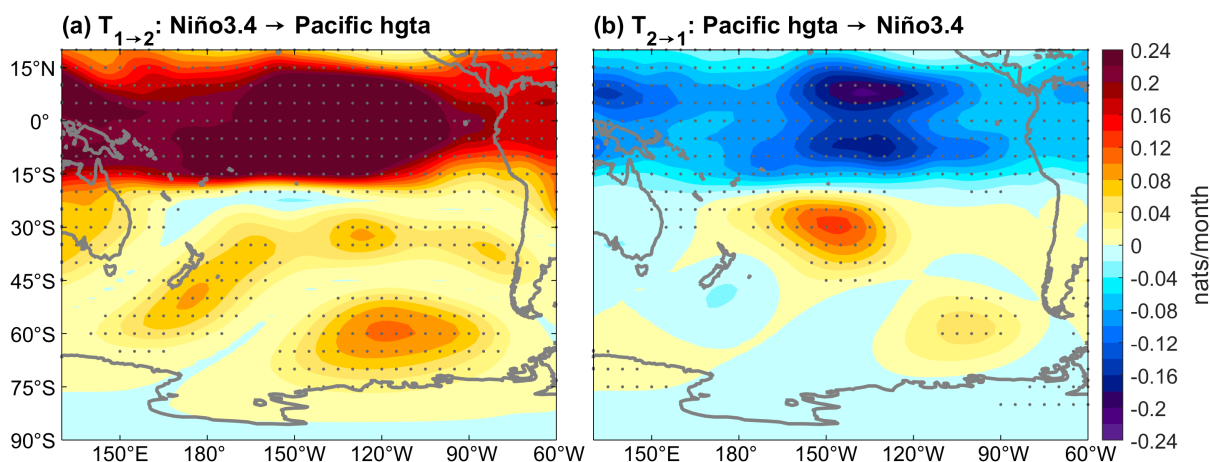 (a) T1→2: Niño3.4 → Pacific hgta
(b) T2→1: Pacific hgta → Niño3.4
15°N
0°
15°S
30°S
45°S
60°S
75°S
90°S
150°E 180° 150°W 120°W 90°W 60°W
150°E 180° 150°W 120°W 90°W 60°W
0.24
0.2
0.16
0.12
0.08
0.04
0
-0.04
-0.08
-0.12
-0.16
-0.2
-0.24
nats/month